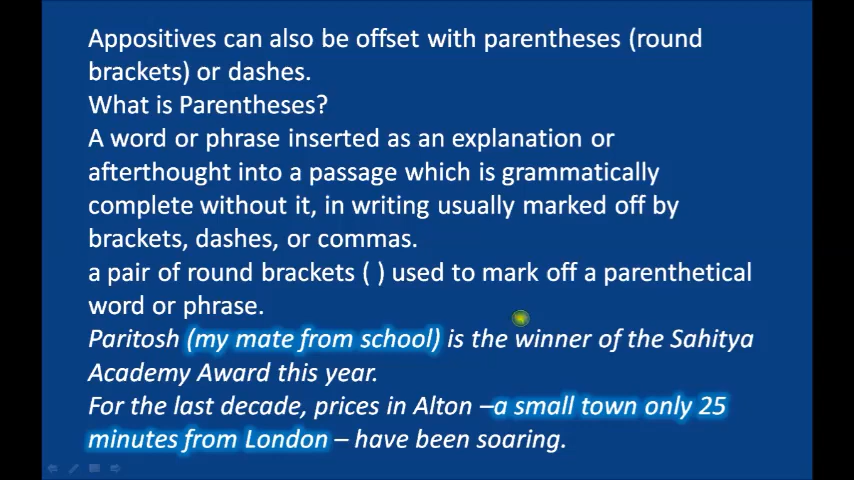 Appositives can also be offset with parentheses (round
brackets) or dashes.
What is Parentheses?
A word or phrase inserted as an explanation or
afterthought into a passage which is grammatically
complete without it, in writing usually marked off by
brackets, dashes, or commas.
a pair of round brackets ( ) used to mark off a parenthetical
word or phrase.
Paritosh (my mate from school) is the winner of the Sahitya
Academy Award this year.
For the last decade, prices in Alton –a small town only 25
minutes from London – have been soaring.